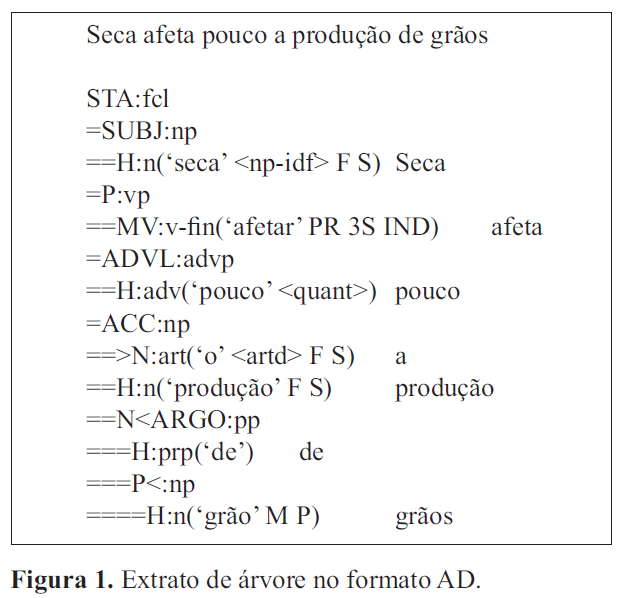 Seca afeta pouco a produção de grãos
STA:fcl
=SUBJ:np
==H:n(‘seca’ <np-idf> F S) Seca
=P:vp
==MV:v-fin(‘afetar’ PR 3S IND) afeta
=ADVL:advp
==H:adv(‘pouco’ <quant>) pouco
=ACC:np
==>N:art(‘o’ <artd> F S) a
==H:n(‘produção’ F S) produção
==N<ARGO:pp
===H:prp(‘de’) de
===P<:np
====H:n(‘grão’ M P) grãos
Figura 1. Extrato de árvore no formato AD.